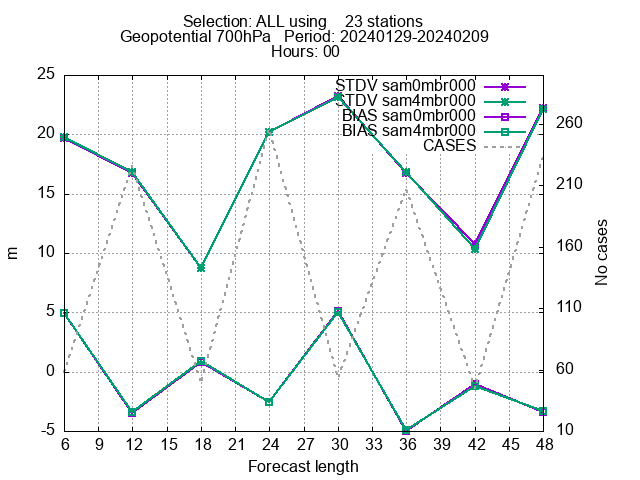 Selection: ALL using 23 stations
Geopotential 700hPa Period: 20240129-20240209
Hours: 00
STDV sam0mbr000
STDV sam4mbr000
BIAS sam0mbr000
BIAS sam4mbr000
CASES
25
20
15
10
5
0
-5
m
260
210
160
110
60
10
No cases
6 9 12 15 18 21 24 27 30 33 36 39 42 45 48
Forecast length